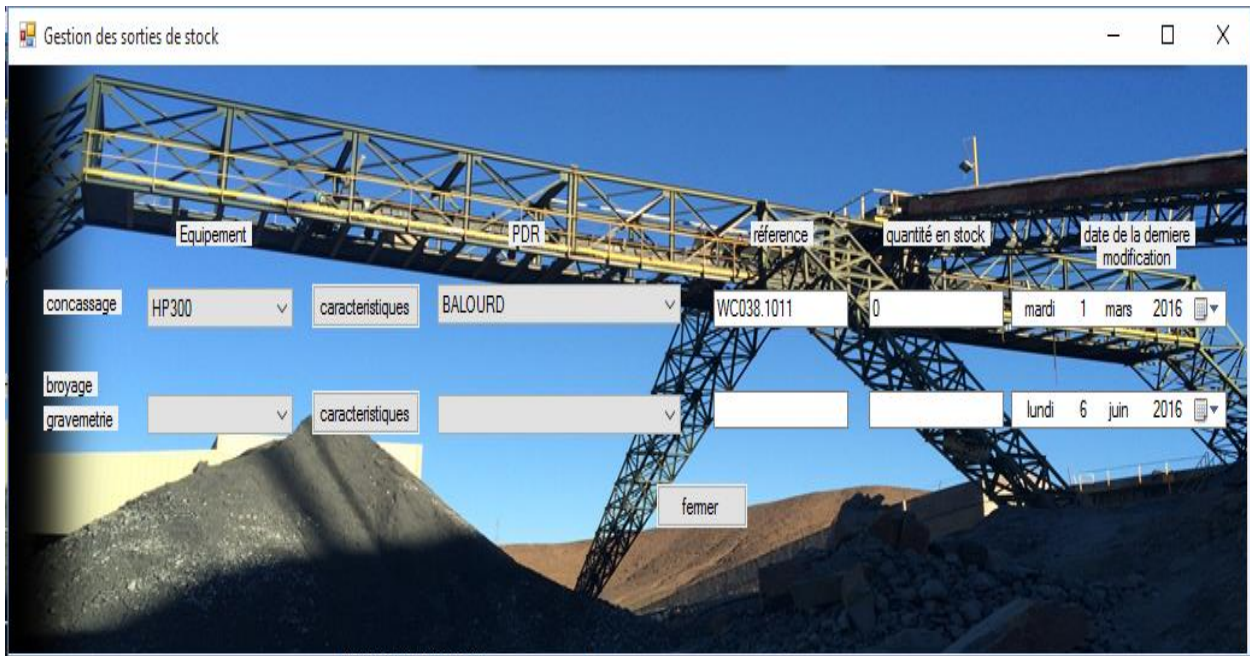 Gestion des sorties de stock
Equipement PDR réference quantité en stock date de la derniere
modification
concassage HP300 caracteristiques BALOURD WC038.1011 0 mardi 1 mars 2016
broyage
gravemetrie caracteristiques lundi 6 juin 2016
fermer